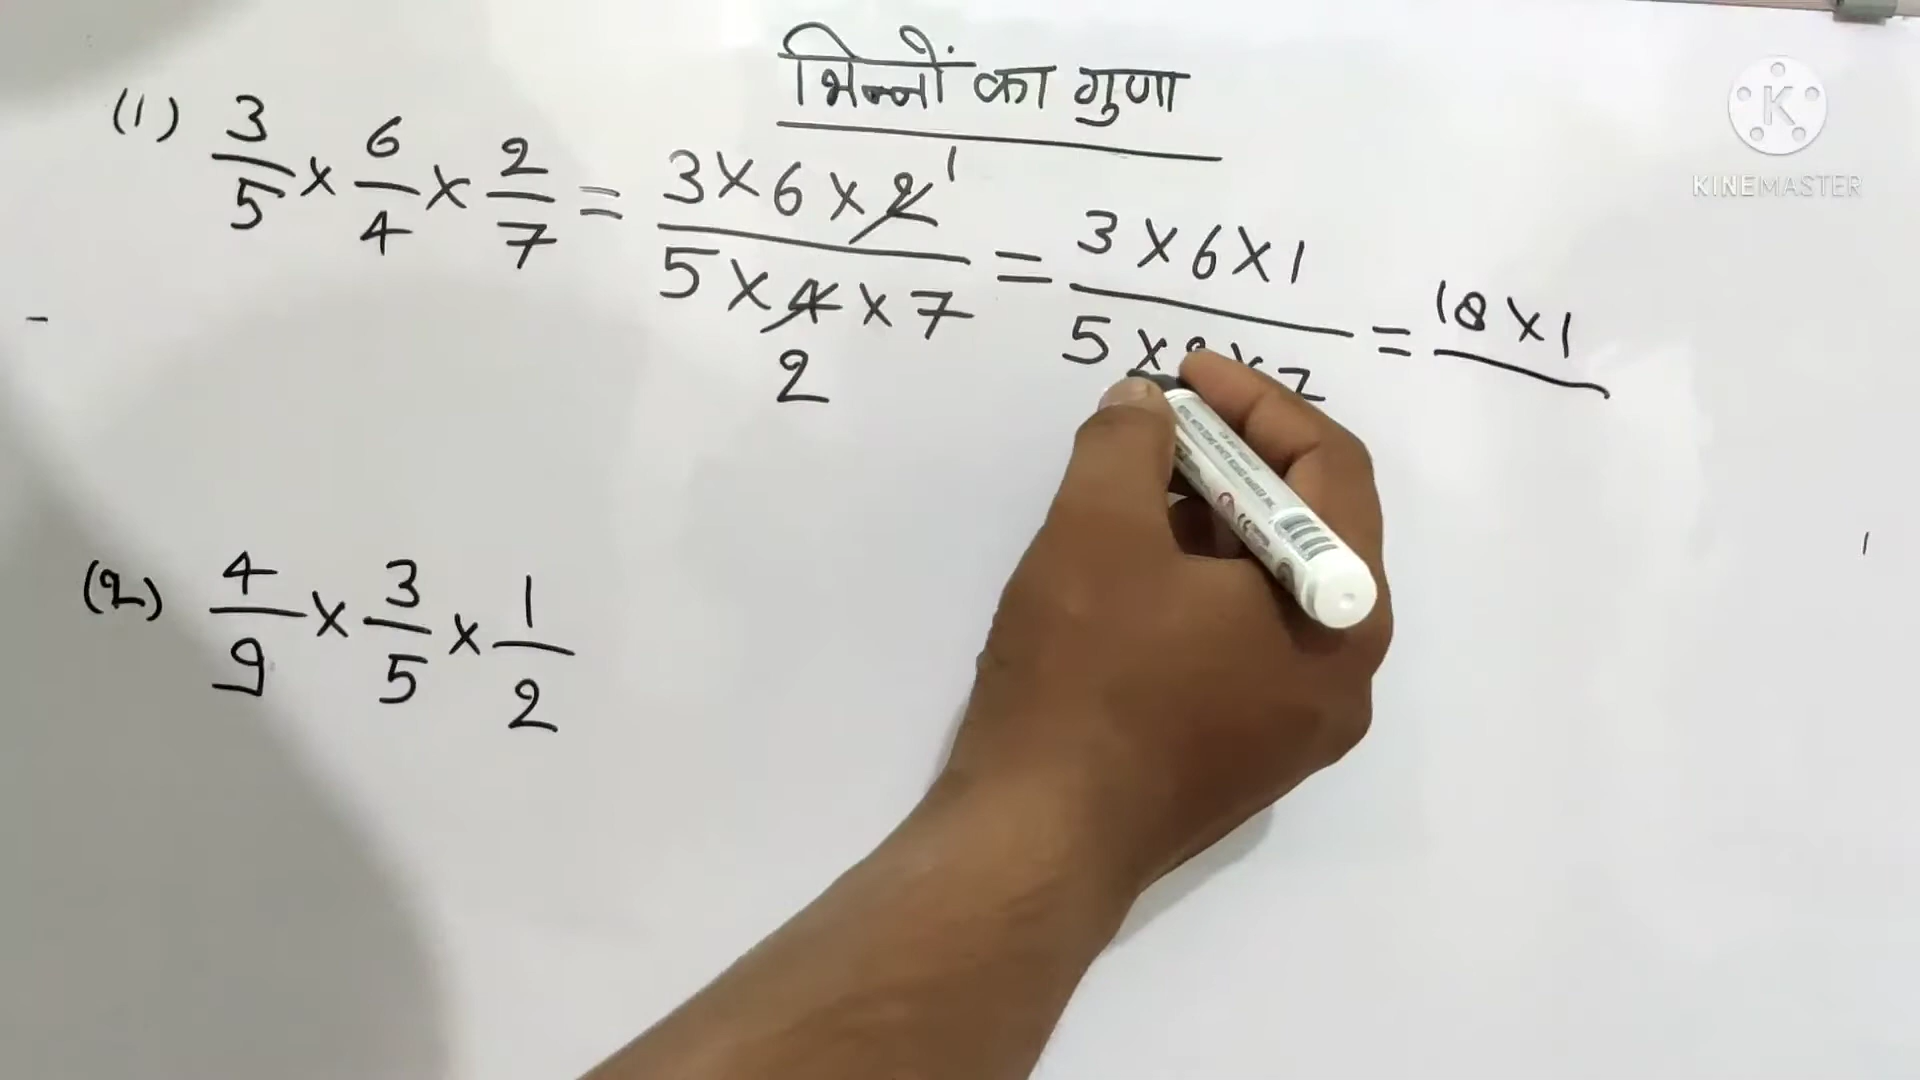 भिन्नों का गुणा
(1) 3/5 × 6/4 × 2/7 = 3×6×2 1 / 5×4×7 2 = 3×6×1 / 5×2×7 = 18×1
(2) 4/9 × 3/5 × 1/2
KINEMASTER